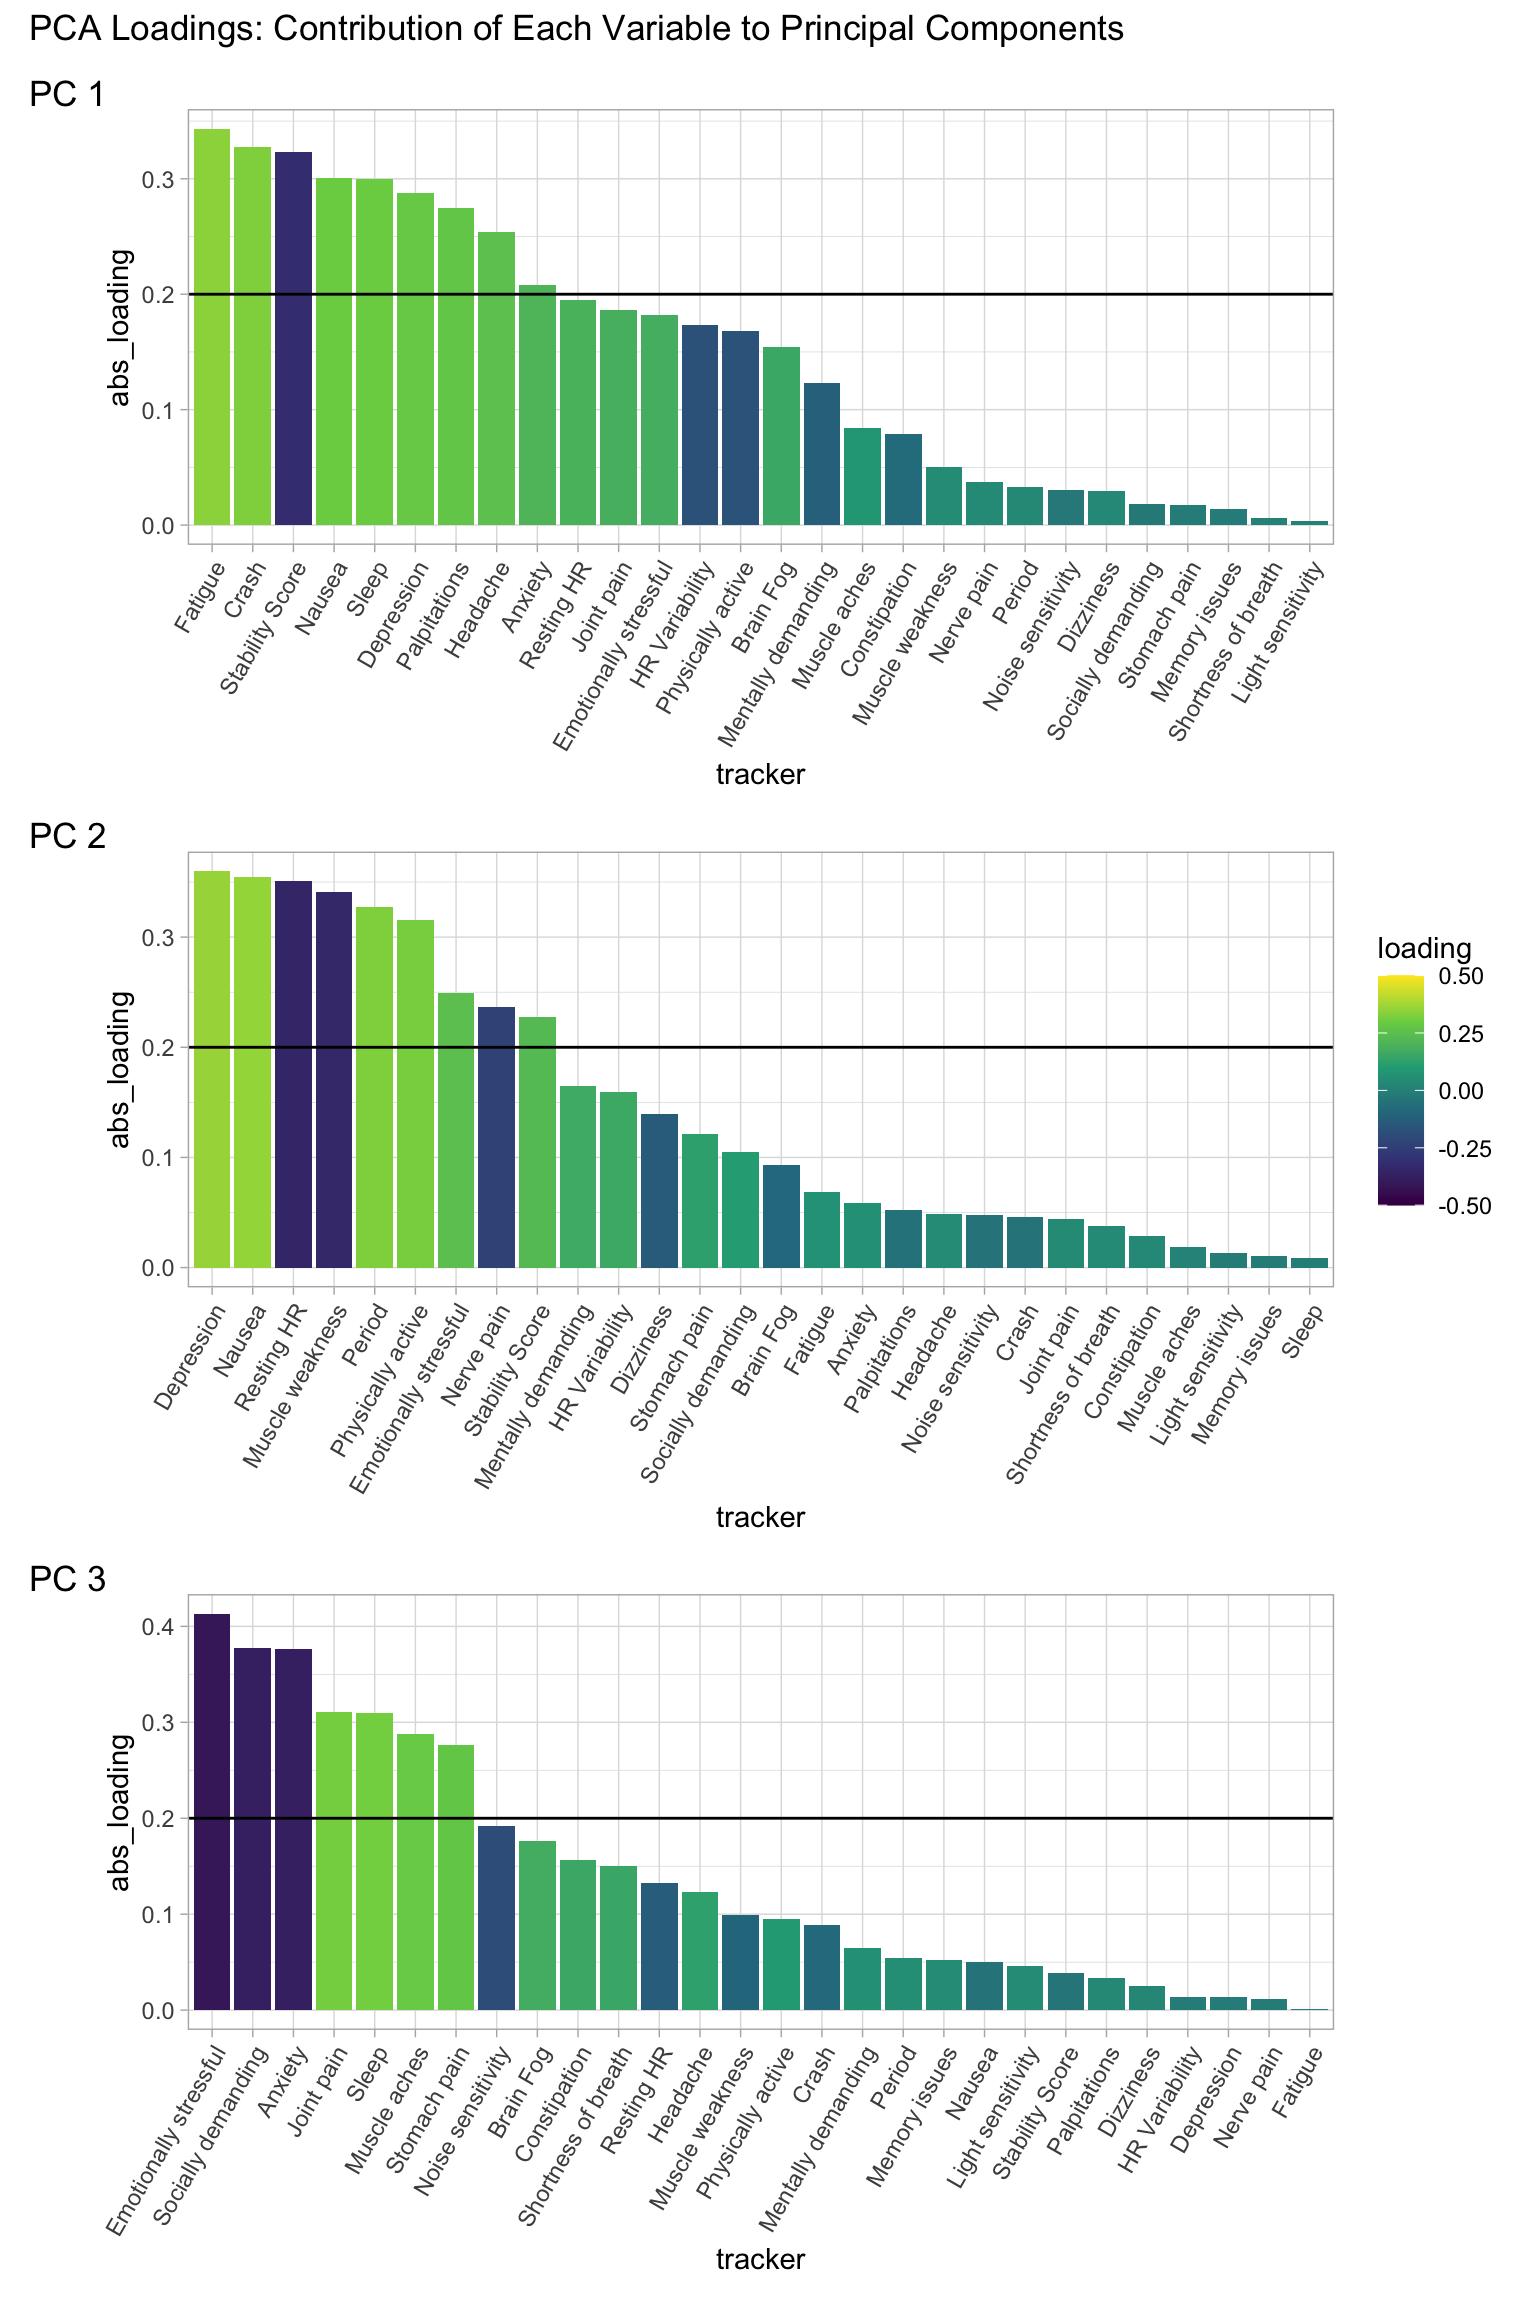 PCA Loadings: Contribution of Each Variable to Principal Components
PC 1
abs_loading
0.3
0.2
0.1
0.0
Fatigue
Crash
Stability Score
Nausea
Sleep
Depression
Palpitations
Headache
Anxiety
Resting HR
Joint pain
Emotionally stressful
HR Variability
Physically active
Brain Fog
Mentally demanding
Muscle aches
Constipation
Muscle weakness
Nerve pain
Period
Noise sensitivity
Dizziness
Socially demanding
Stomach pain
Memory issues
Shortness of breath
Light sensitivity
tracker
PC 2
abs_loading
0.3
0.2
0.1
0.0
Depression
Nausea
Resting HR
Muscle weakness
Period
Physically active
Emotionally stressful
Nerve pain
Stability Score
Mentally demanding
HR Variability
Dizziness
Stomach pain
Socially demanding
Brain Fog
Fatigue
Anxiety
Palpitations
Headache
Noise sensitivity
Crash
Joint pain
Shortness of breath
Constipation
Muscle aches
Light sensitivity
Memory issues
Sleep
tracker
loading
0.50
0.25
0.00
-0.25
-0.50
PC 3
abs_loading
0.4
0.3
0.2
0.1
0.0
Emotionally stressful
Socially demanding
Anxiety
Joint pain
Sleep
Muscle aches
Stomach pain
Noise sensitivity
Brain Fog
Constipation
Shortness of breath
Resting HR
Headache
Muscle weakness
Physically active
Crash
Mentally demanding
Period
Memory issues
Nausea
Light sensitivity
Stability Score
Palpitations
Dizziness
HR Variability
Depression
Nerve pain
Fatigue
tracker